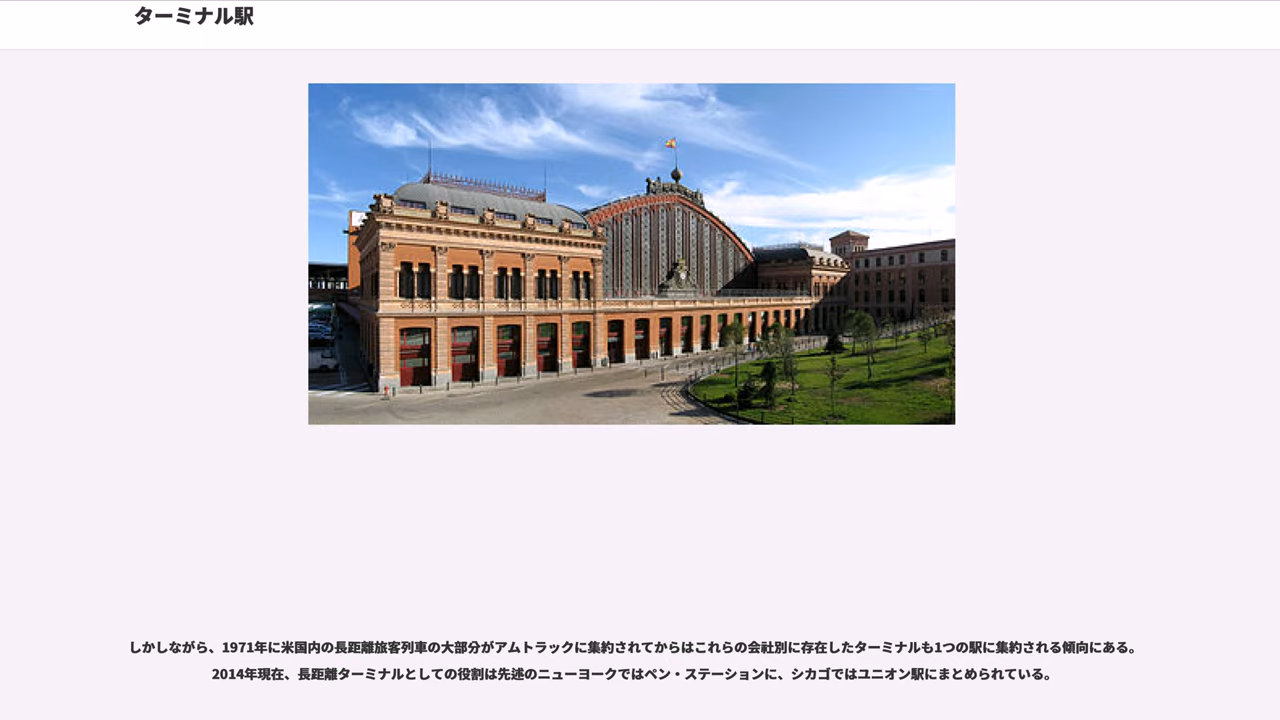 ターミナル駅
しかしながら、1971年に米国内の長距離旅客列車の大部分がアムトラックに集約されてからはこれらの会社別に存在したターミナルも1つの駅に集約される傾向にある。
2014年現在、長距離ターミナルとしての役割は先述のニューヨークではペン・ステーションに、シカゴではユニオン駅にまとめられている。